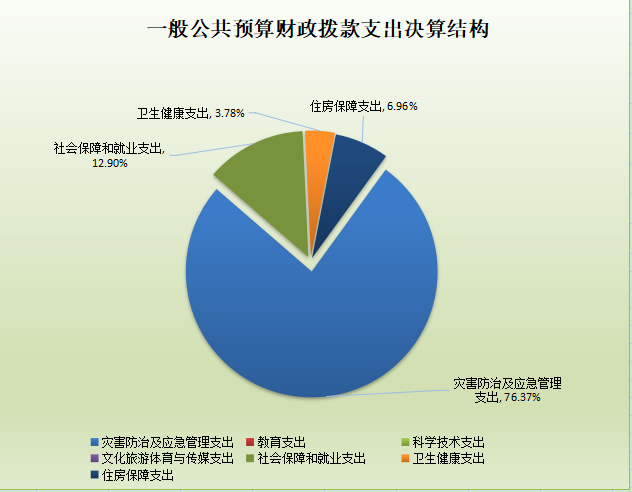 一般公共预算财政拨款支出决算结构
卫生健康支出, 3.78%
住房保障支出, 6.96%
社会保障和就业支出,
12.90%
灾害防治及应急管理
支出, 76.37%
灾害防治及应急管理支出 教育支出 科学技术支出
文化旅游体育与传媒支出 社会保障和就业支出 卫生健康支出
住房保障支出